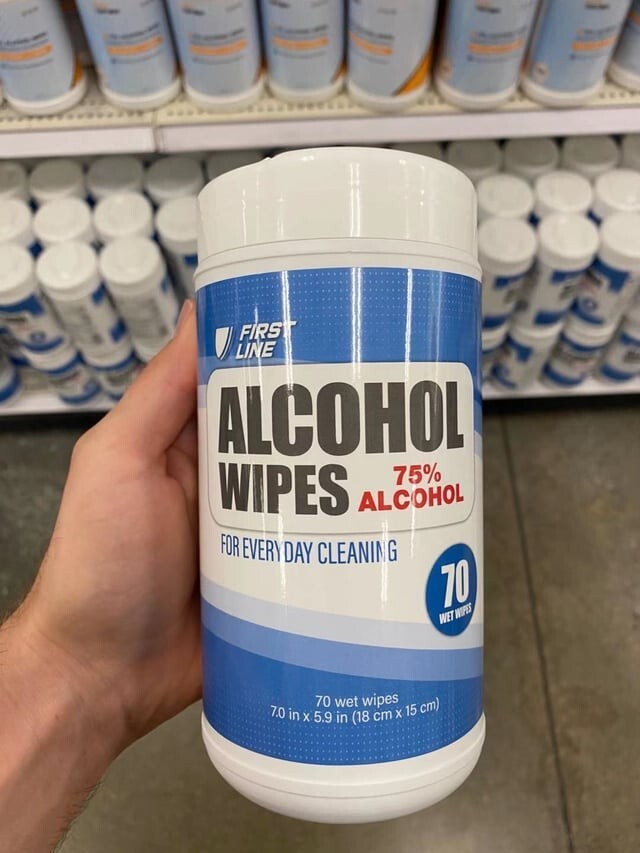 FIRST
LINE
ALCOHOL
WIPES
75%
ALCOHOL
FOR EVERYDAY CLEANING
70
WET WIPES
70 wet wipes
7.0 in x 5.9 in (18 cm x 15 cm)